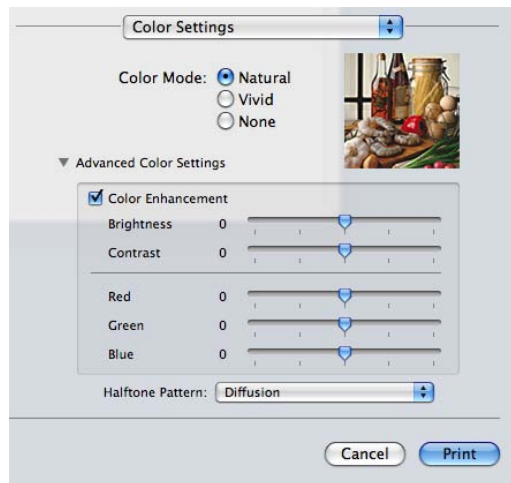 Color Settings
Color Mode: Natural
Vivid
None
Advanced Color Settings
Color Enhancement
Brightness 0
Contrast 0
Red 0
Green 0
Blue 0
Halftone Pattern: Diffusion
Cancel Print